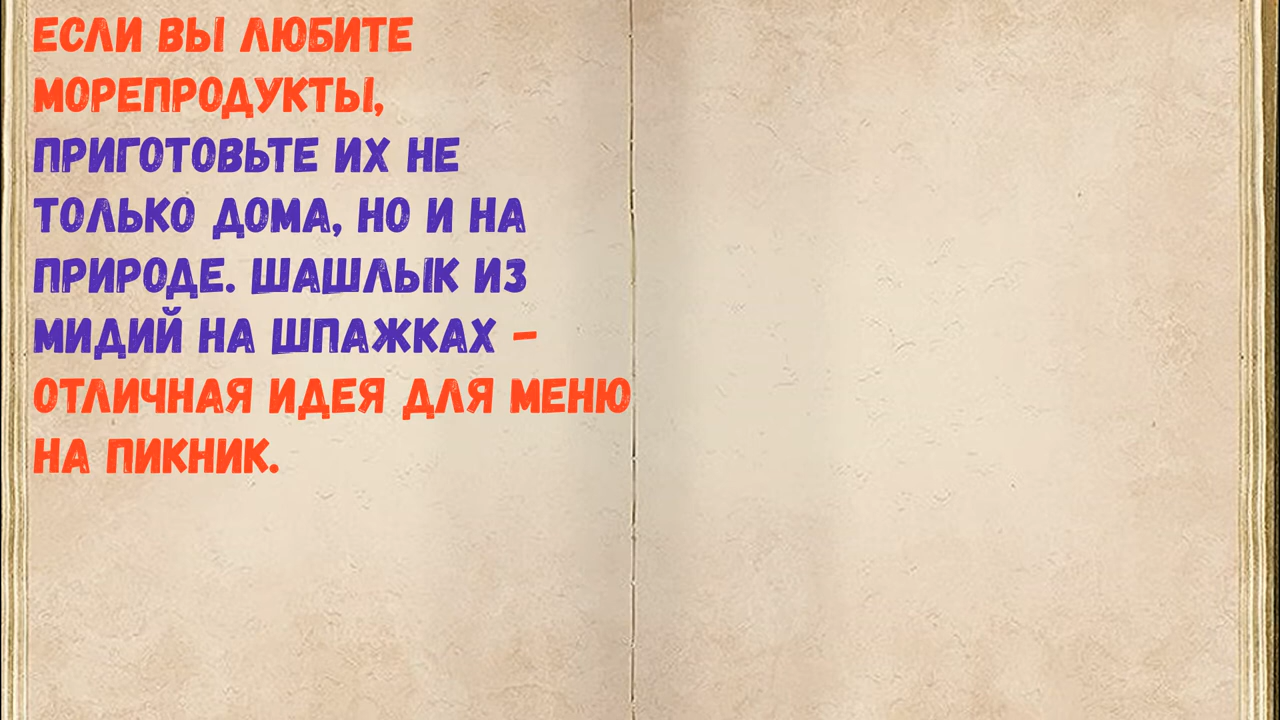 ЕСЛИ ВЫ ЛЮБИТЕ
МОРЕПРОДУКТЫ,
ПРИГОТОВЬТЕ ИХ НЕ
ТОЛЬКО ДОМА, НО И НА
ПРИРОДЕ. ШАШЛЫК ИЗ
МИДИЙ НА ШПАЖКАХ –
ОТЛИЧНАЯ ИДЕЯ ДЛЯ МЕНЮ
НА ПИКНИК.